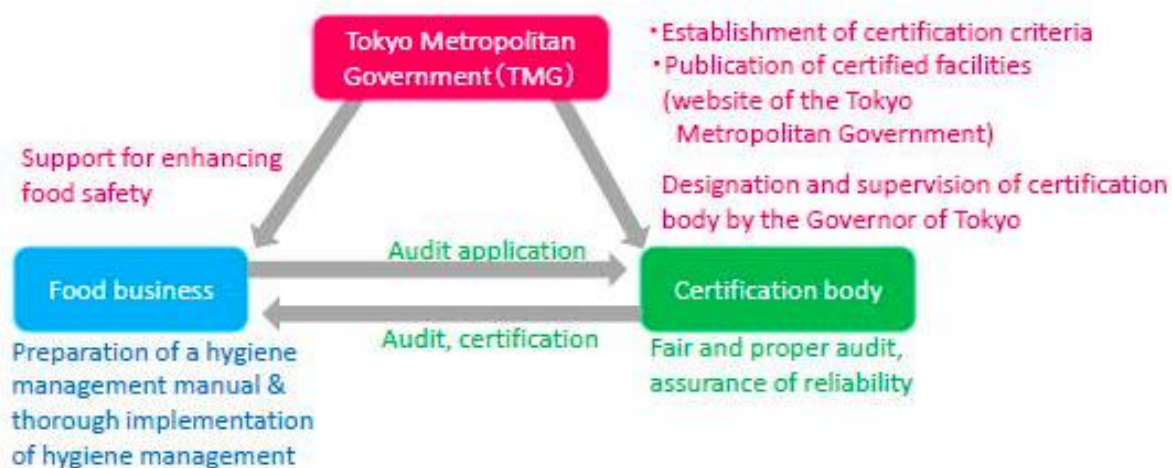 Tokyo Metropolitan
Government（TMG）
・Establishment of certification criteria
・Publication of certified facilities
(website of the Tokyo
Metropolitan Government)
Support for enhancing
food safety
Designation and supervision of certification
body by the Governor of Tokyo
Audit application
Food business
Certification body
Audit, certification
Preparation of a hygiene
management manual &
thorough implementation
of hygiene management
Fair and proper audit,
assurance of reliability